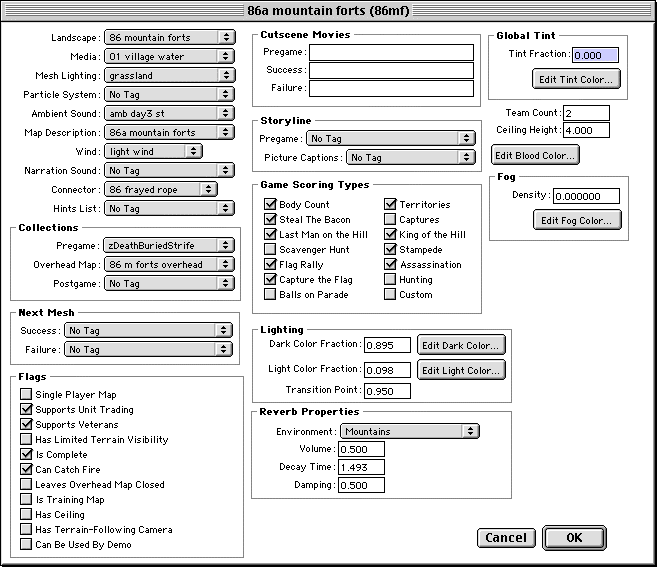 86a mountain forts (86mf)
Landscape: 86 mountain forts
Media: 01 village water
Mesh Lighting: grassland
Particle System: No Tag
Ambient Sound: amb day3 st
Map Description: 86a mountain forts
Wind: light wind
Narration Sound: No Tag
Connector: 86 frayed rope
Hints List: No Tag
Collections
Pregame: zDeathBuriedStrife
Overhead Map: 86 m forts overhead
Postgame: No Tag
Next Mesh
Success: No Tag
Failure: No Tag
Flags
Single Player Map
Supports Unit Trading
Supports Veterans
Has Limited Terrain Visibility
Is Complete
Can Catch Fire
Leaves Overhead Map Closed
Is Training Map
Has Ceiling
Has Terrain-Following Camera
Can Be Used By Demo
Cutscene Movies
Pregame:
Success:
Failure:
Storyline
Pregame: No Tag
Picture Captions: No Tag
Game Scoring Types
Body Count
Steal The Bacon
Last Man on the Hill
Scavenger Hunt
Flag Rally
Capture the Flag
Balls on Parade
Territories
Captures
King of the Hill
Stampede
Assassination
Hunting
Custom
Lighting
Dark Color Fraction: 0.895 Edit Dark Color...
Light Color Fraction: 0.098 Edit Light Color...
Transition Point: 0.950
Reverb Properties
Environment: Mountains
Volume: 0.500
Decay Time: 1.493
Damping: 0.500
Global Tint
Tint Fraction: 0.000
Edit Tint Color...
Team Count: 2
Ceiling Height: 4.000
Edit Blood Color...
Fog
Density: 0.000000
Edit Fog Color...
Cancel OK